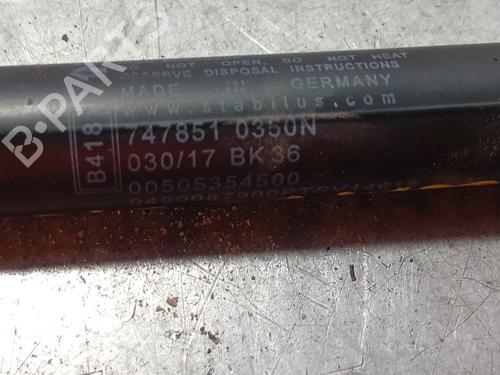 DO NOT OPEN, DO NOT HEAT
OBSERVE DISPOSAL INSTRUCTIONS
MADE IN GERMANY
www.stabilus.com
B418
747851 0350N
030/17 BK36
00505354500
B-PARTS